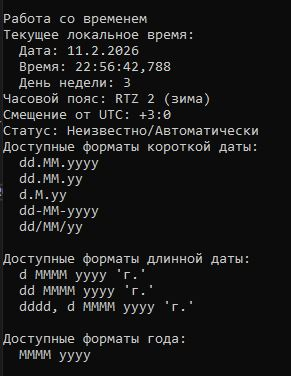 Работа со временем
Текущее локальное время:
Дата: 11.2.2026
Время: 22:56:42,788
День недели: 3
Часовой пояс: RTZ 2 (зима)
Смещение от UTC: +3:0
Статус: Неизвестно/Автоматически
Доступные форматы короткой даты:
dd.MM.yyyy
dd.MM.yy
d.M.yy
dd-MM-yyyy
dd/MM/yy
Доступные форматы длинной даты:
d MMMM yyyy 'г.'
dd MMMM yyyy 'г.'
dddd, d MMMM yyyy 'г.'
Доступные форматы года:
MMMM yyyy